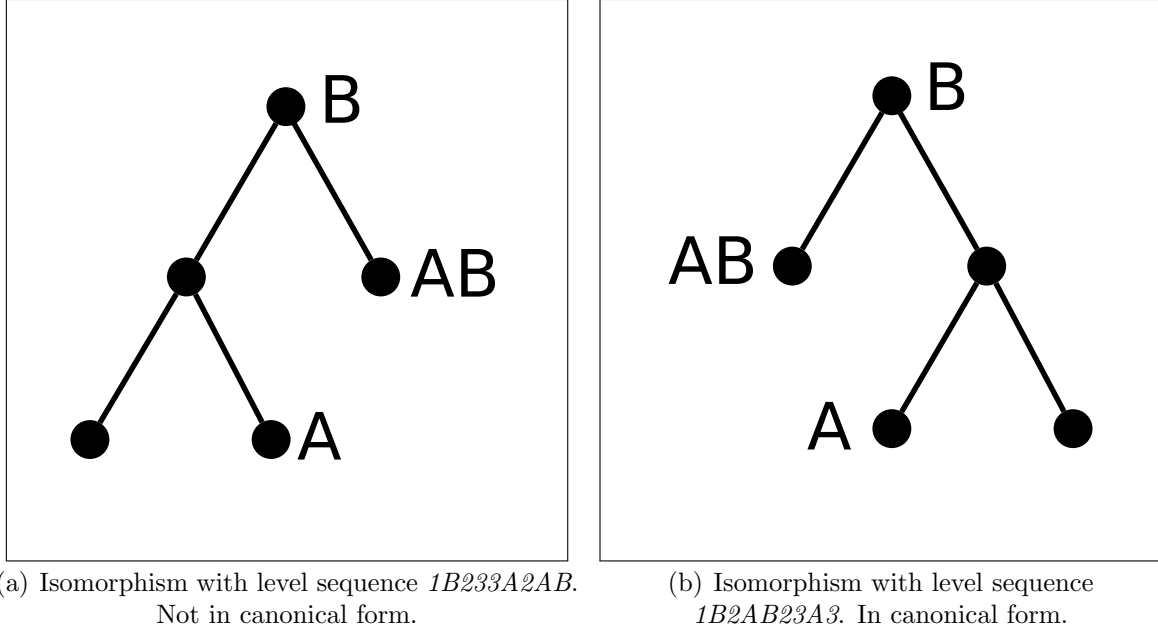 B
AB
A
B
AB
A
(a) Isomorphism with level sequence 1B233A2AB.
Not in canonical form.
(b) Isomorphism with level sequence
1B2AB23A3. In canonical form.